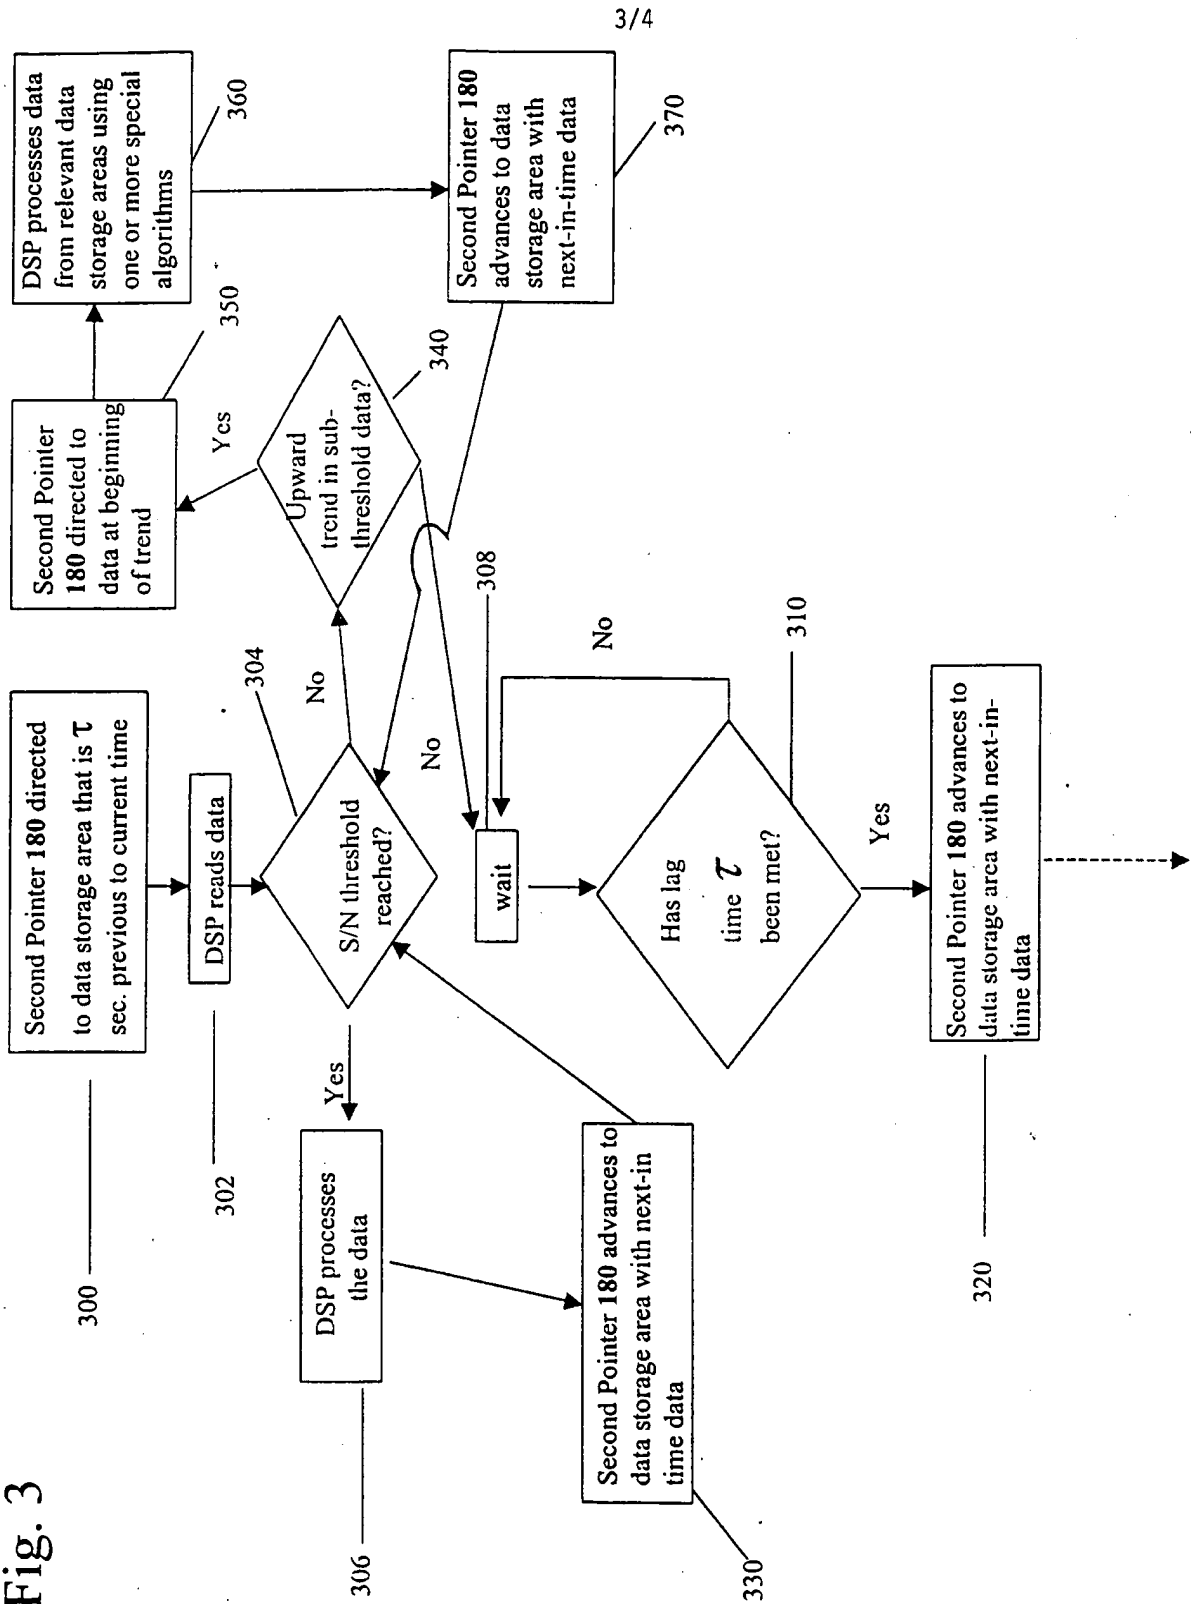 3/4
Fig. 3
300
Second Pointer 180 directed
to data storage area that is τ
sec. previous to current time
302
DSP reads data
304
S/N threshold
reached?
Yes
No
306
DSP processes
the data
330
Second Pointer 180 advances to
data storage area with next-in
time data
340
Upward
trend in sub-
threshold data?
Yes
No
350
Second Pointer
180 directed to
data at beginning
of trend
360
DSP processes data
from relevant data
storage areas using
one or more special
algorithms
370
Second Pointer 180
advances to data
storage area with
next-in-time data
308
wait
310
Has lag
time τ
been met?
No
Yes
320
Second Pointer 180 advances to
data storage area with next-in-
time data